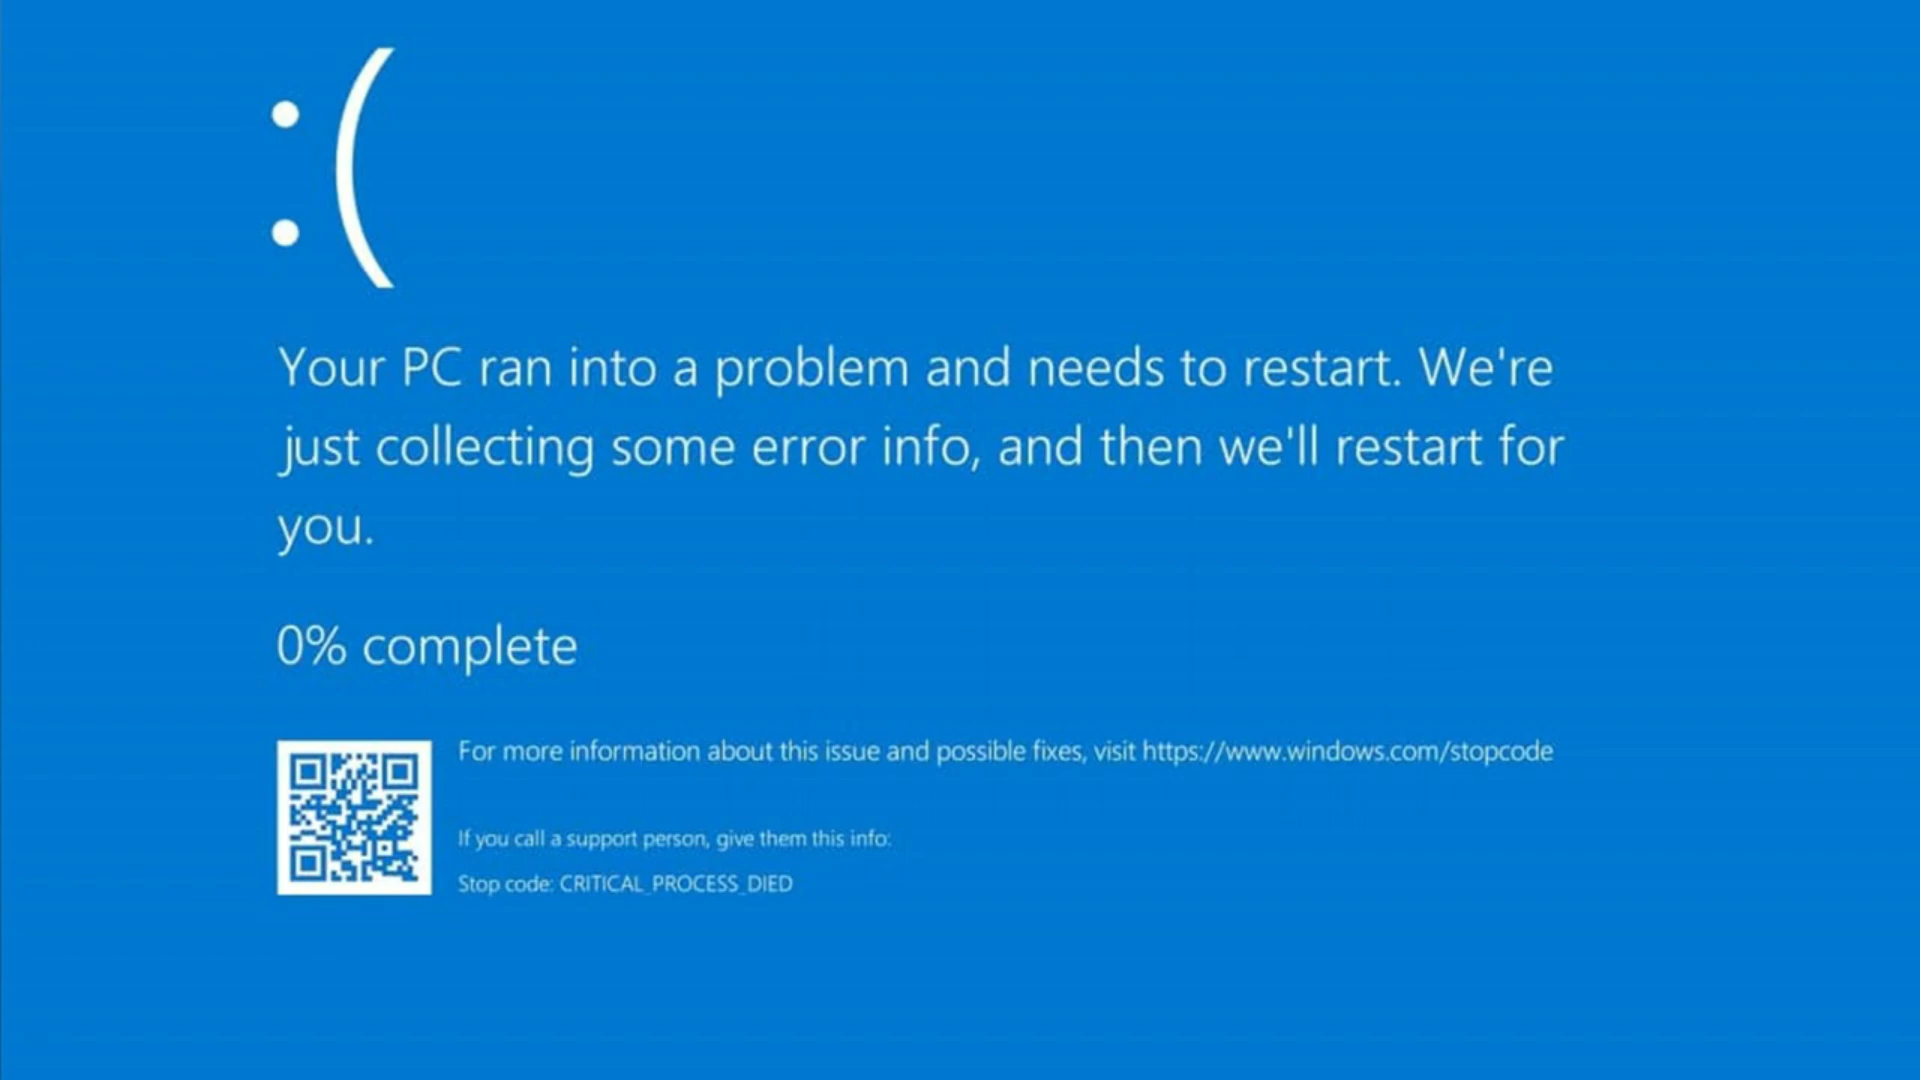 :(
Your PC ran into a problem and needs to restart. We're
just collecting some error info, and then we'll restart for
you.
0% complete
For more information about this issue and possible fixes, visit https://www.windows.com/stopcode
If you call a support person, give them this info:
Stop code: CRITICAL_PROCESS_DIED